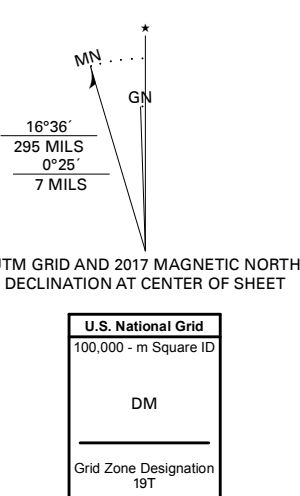 ★
MN
GN
16°36´
295 MILS
0°25´
7 MILS
UTM GRID AND 2017 MAGNETIC NORTH
DECLINATION AT CENTER OF SHEET
U.S. National Grid
100,000 - m Square ID
DM
Grid Zone Designation
19T